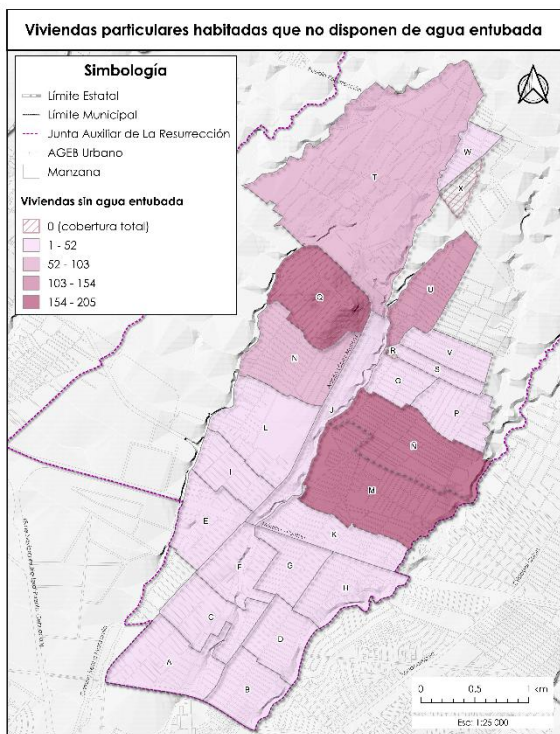 Viviendas particulares habitadas que no disponen de agua entubada
Simbología
Límite Estatal
Límite Municipal
Junta Auxiliar de La Resurrección
AGEB Urbano
Manzana
Viviendas sin agua entubada
0 (cobertura total)
1 - 52
52 - 103
103 - 154
154 - 205
W
X
T
Q
U
R
V
S
N
O
P
J
L
Ñ
I
M
E
K
F
G
H
C
D
A
B
0 0.5 1 km
Esc: 1:25 000